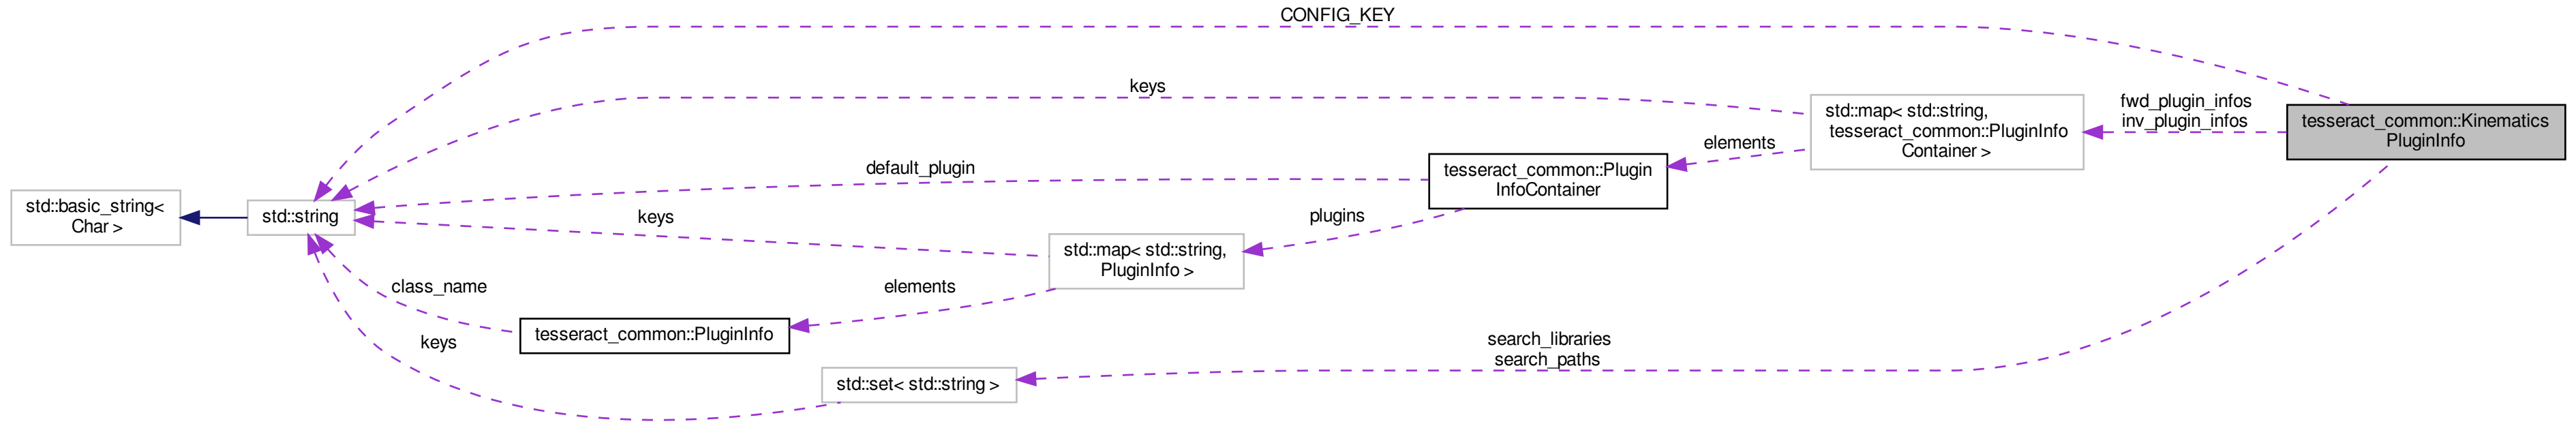 CONFIG_KEY
keys
std::map< std::string,
tesseract_common::PluginInfo
Container >
fwd_plugin_infos
inv_plugin_infos
tesseract_common::Kinematics
PluginInfo
elements
default_plugin
tesseract_common::Plugin
InfoContainer
std::basic_string<
Char >
std::string
keys
plugins
std::map< std::string,
PluginInfo >
class_name
elements
tesseract_common::PluginInfo
keys
search_libraries
search_paths
std::set< std::string >